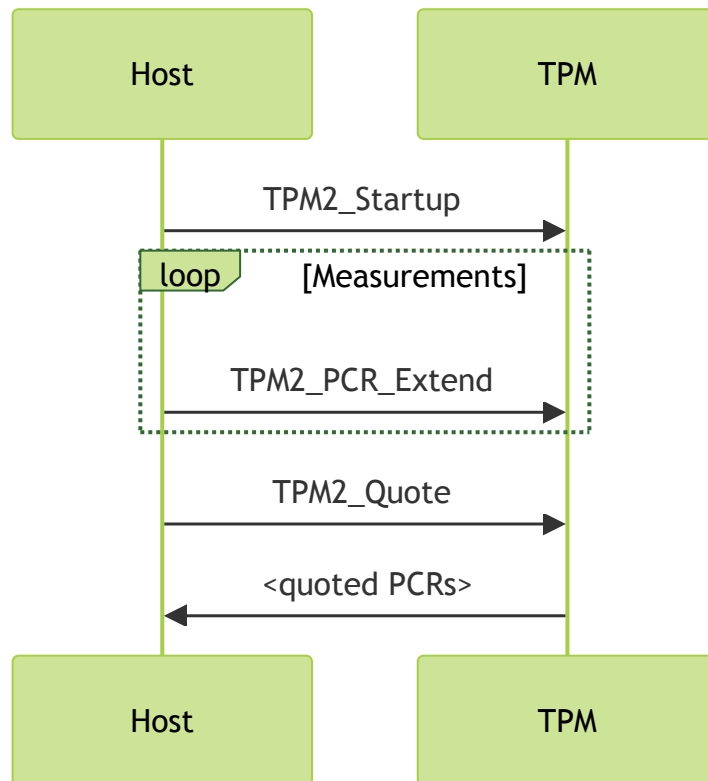 Host
TPM
TPM2_Startup
loop
[Measurements]
TPM2_PCR_Extend
TPM2_Quote
<quoted PCRs>
Host
TPM